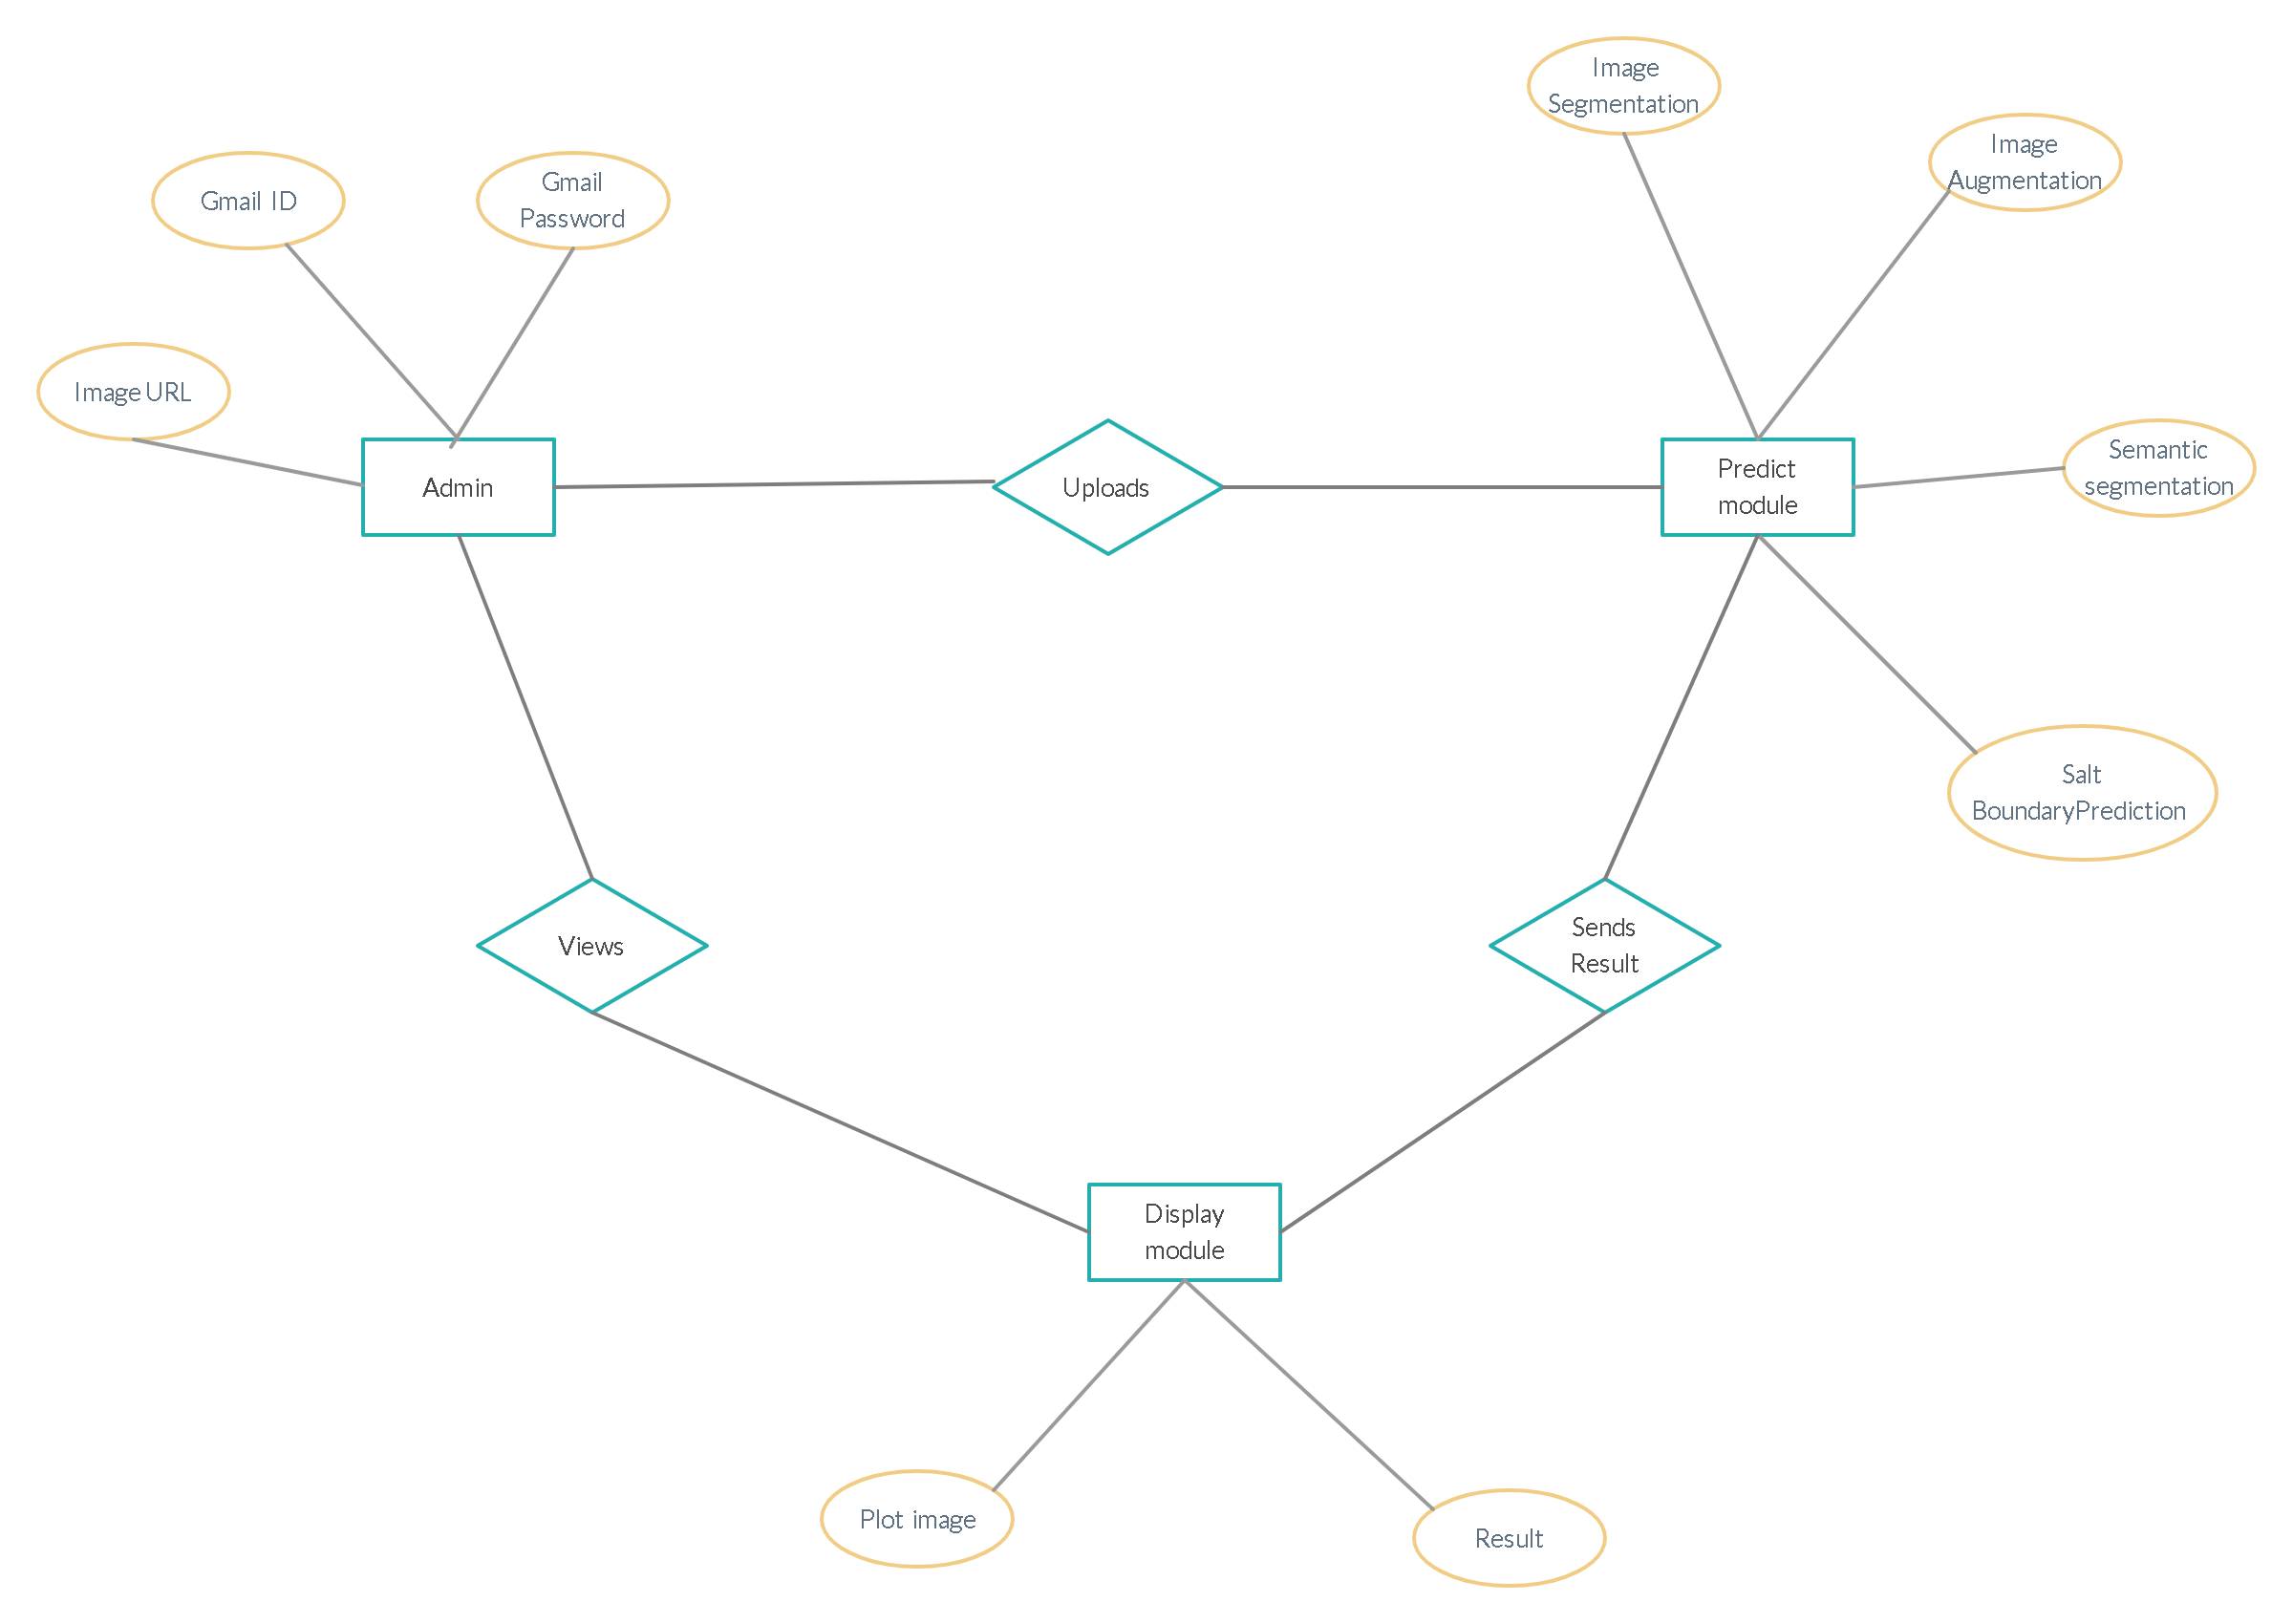 Image
Segmentation
Image
Augmentation
Gmail ID
Gmail
Password
Image URL
Admin
Uploads
Predict
module
Semantic
segmentation
Salt
BoundaryPrediction
Views
Sends
Result
Display
module
Plot image
Result